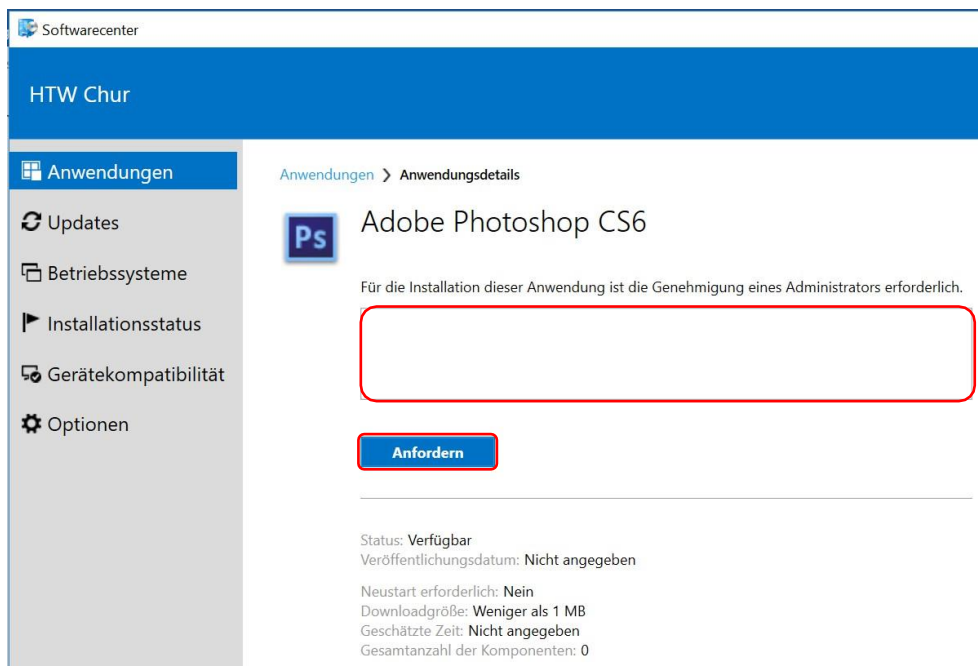 Softwarecenter
HTW Chur
Anwendungen
Updates
Betriebssysteme
Installationsstatus
Gerätekompatibilität
Optionen
Anwendungen ❯ Anwendungsdetails
Ps
Adobe Photoshop CS6
Für die Installation dieser Anwendung ist die Genehmigung eines Administrators erforderlich.
Anfordern
Status: Verfügbar
Veröffentlichungsdatum: Nicht angegeben
Neustart erforderlich: Nein
Downloadgröße: Weniger als 1 MB
Geschätzte Zeit: Nicht angegeben
Gesamtanzahl der Komponenten: 0